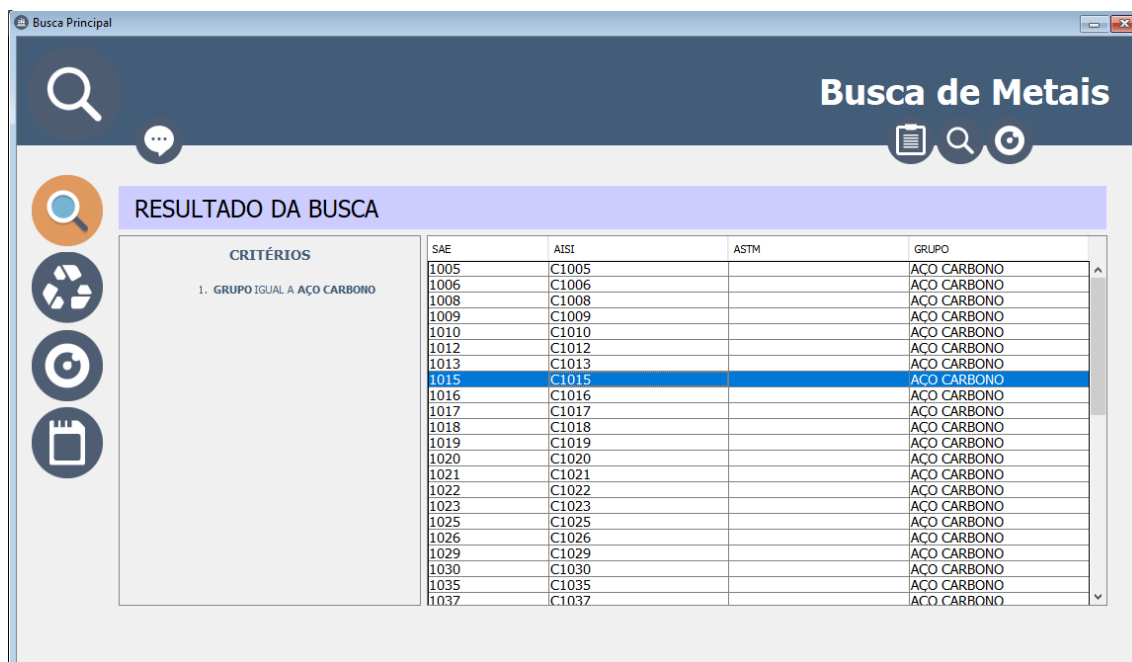 Busca Principal
Busca de Metais
RESULTADO DA BUSCA
CRITÉRIOS
1. GRUPO IGUAL A AÇO CARBONO
SAE AISI ASTM GRUPO
1005 C1005 AÇO CARBONO
1006 C1006 AÇO CARBONO
1008 C1008 AÇO CARBONO
1009 C1009 AÇO CARBONO
1010 C1010 AÇO CARBONO
1012 C1012 AÇO CARBONO
1013 C1013 AÇO CARBONO
1015 C1015 AÇO CARBONO
1016 C1016 AÇO CARBONO
1017 C1017 AÇO CARBONO
1018 C1018 AÇO CARBONO
1019 C1019 AÇO CARBONO
1020 C1020 AÇO CARBONO
1021 C1021 AÇO CARBONO
1022 C1022 AÇO CARBONO
1023 C1023 AÇO CARBONO
1025 C1025 AÇO CARBONO
1026 C1026 AÇO CARBONO
1029 C1029 AÇO CARBONO
1030 C1030 AÇO CARBONO
1035 C1035 AÇO CARBONO
1037 C1037 AÇO CARBONO